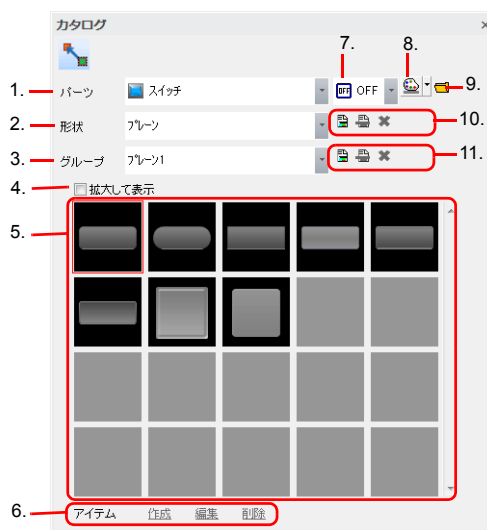 カタログ ×
7. 8.
1. パーツ スイッチ OFF OFF 9.
2. 形状 プレーン 10.
3. グループ プレーン1 11.
4. 拡大して表示
5.
6. アイテム 作成 編集 削除